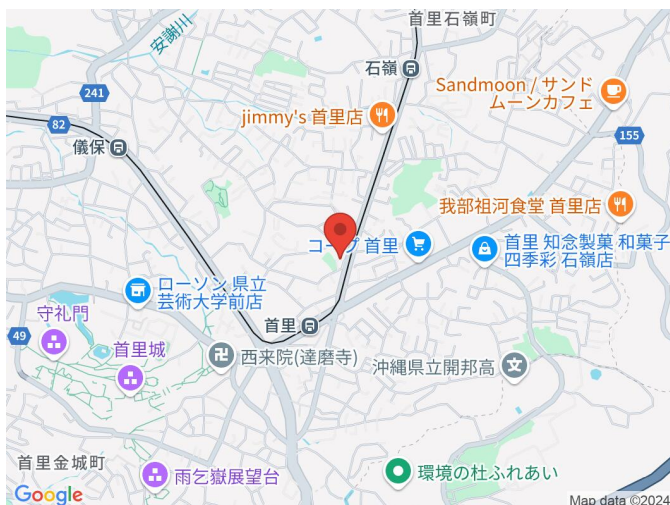 首里石嶺町
安謝川
石嶺
Sandmoon / サンド
ムーンカフェ
241
jimmy's 首里店
82
155
儀保
我部祖河食堂 首里店
コープ 首里
首里 知念製菓 和菓子
四季彩 石嶺店
ローソン 県立
芸術大学前店
首里
守礼門
49
首里城
西来院(達磨寺)
沖縄県立開邦高
首里金城町
雨乞嶽展望台
環境の杜ふれあい
Google
Map data ©2024